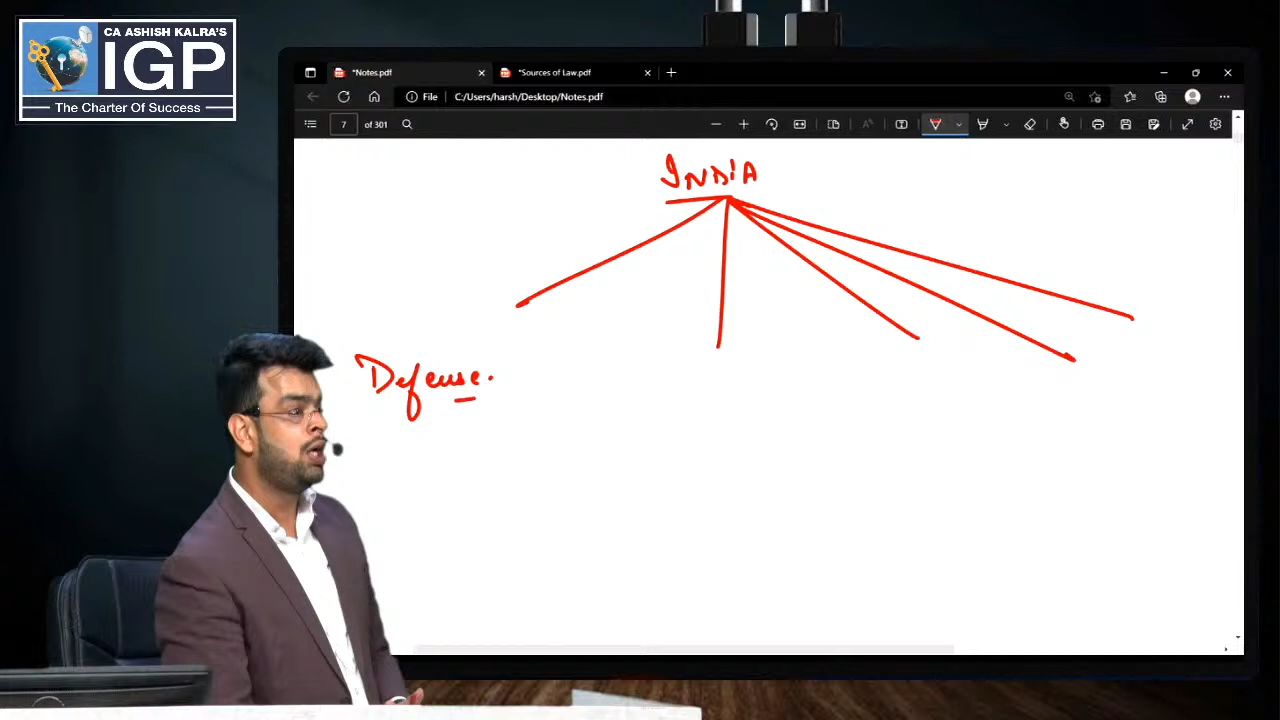 CA ASHISH KALRA'S
IGP
The Charter Of Success
*Notes.pdf
*Sources of Law.pdf
File
C:/Users/harsh/Desktop/Notes.pdf
7
of 301
INDIA
Defense.